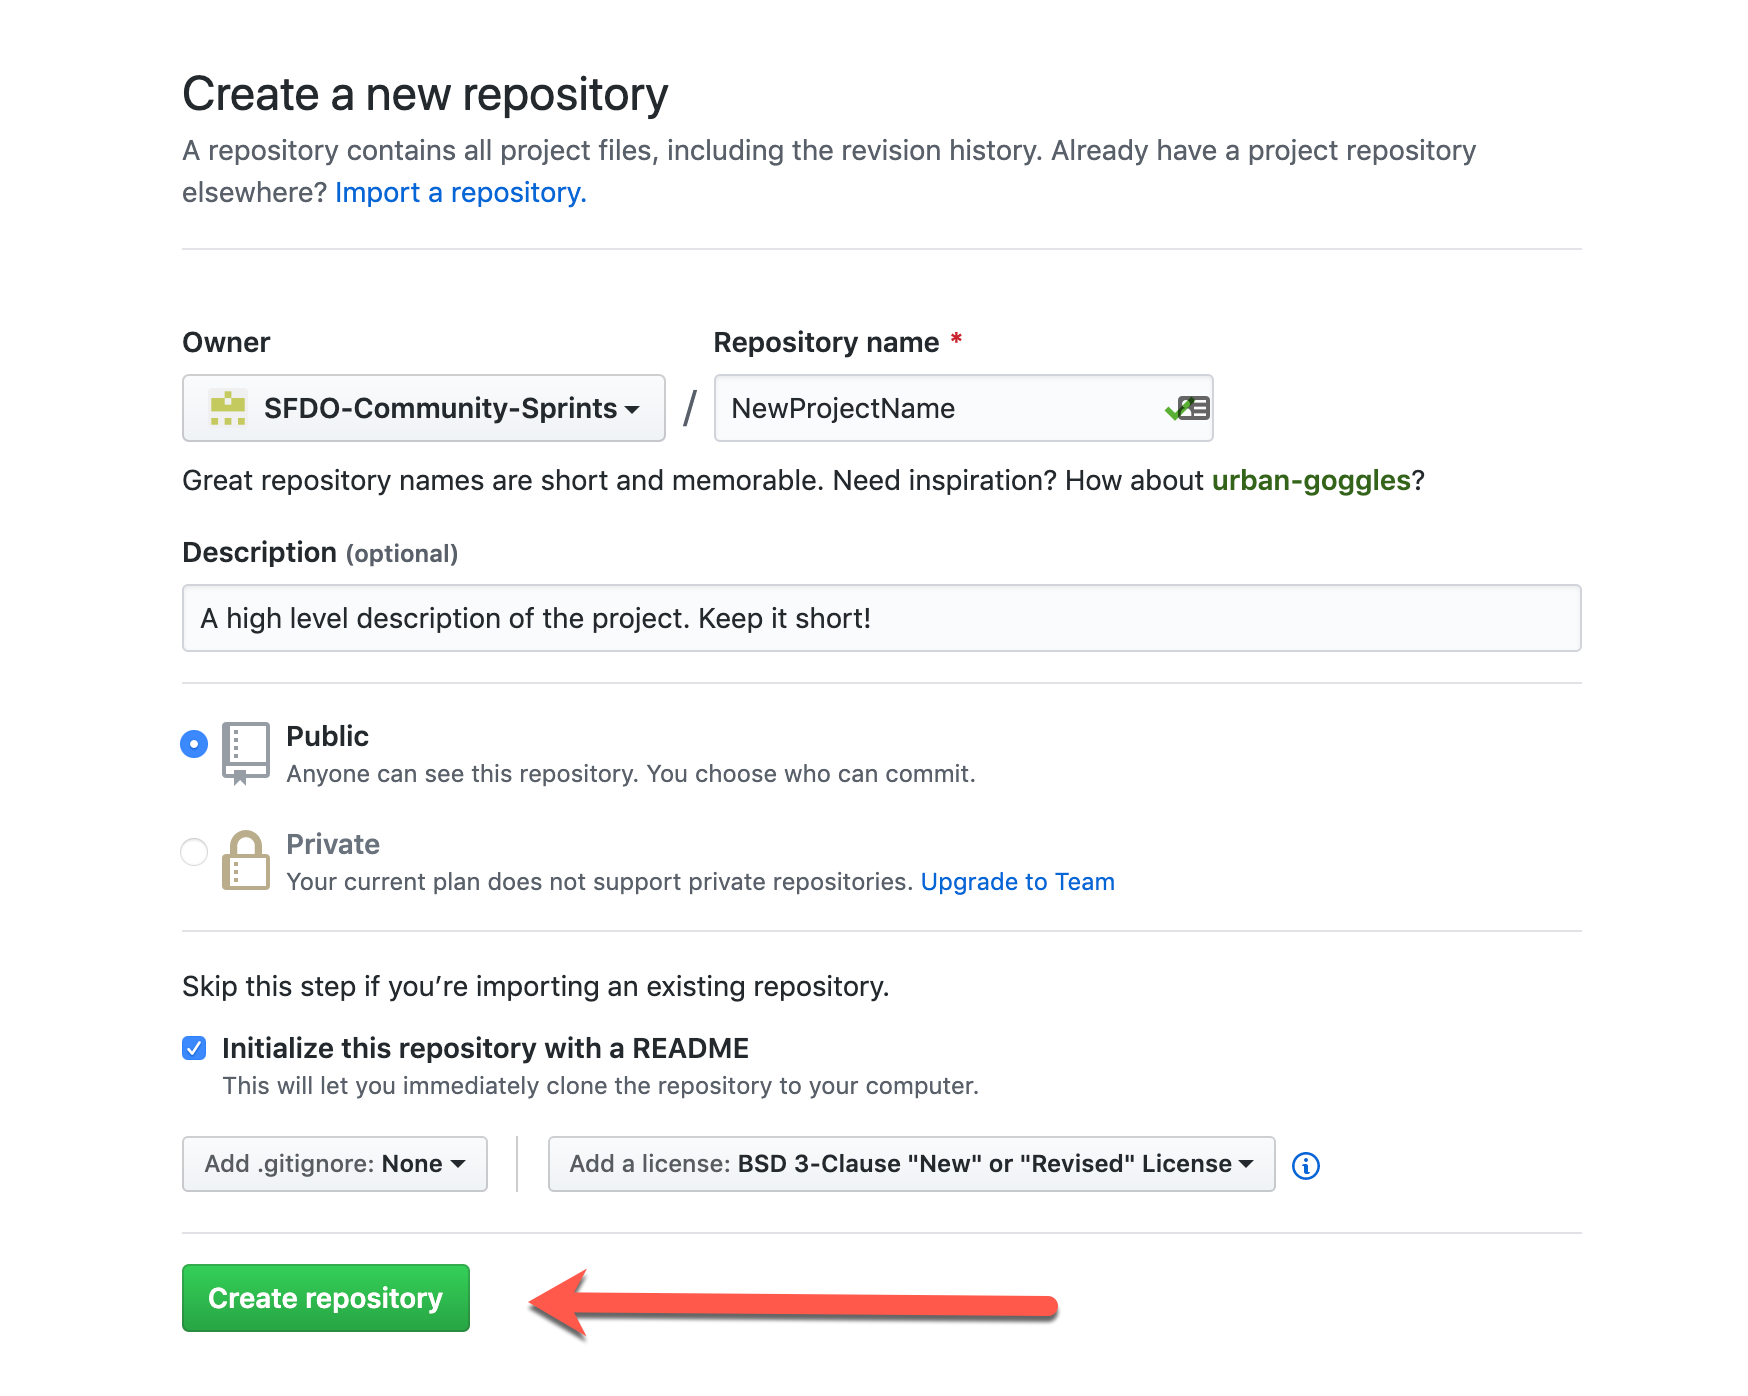 Create a new repository
A repository contains all project files, including the revision history. Already have a project repository
elsewhere? Import a repository.
Owner
Repository name *
SFDO-Community-Sprints
/
NewProjectName
Great repository names are short and memorable. Need inspiration? How about urban-goggles?
Description (optional)
A high level description of the project. Keep it short!
Public
Anyone can see this repository. You choose who can commit.
Private
Your current plan does not support private repositories. Upgrade to Team
Skip this step if you’re importing an existing repository.
Initialize this repository with a README
This will let you immediately clone the repository to your computer.
Add .gitignore: None
Add a license: BSD 3-Clause "New" or "Revised" License
Create repository